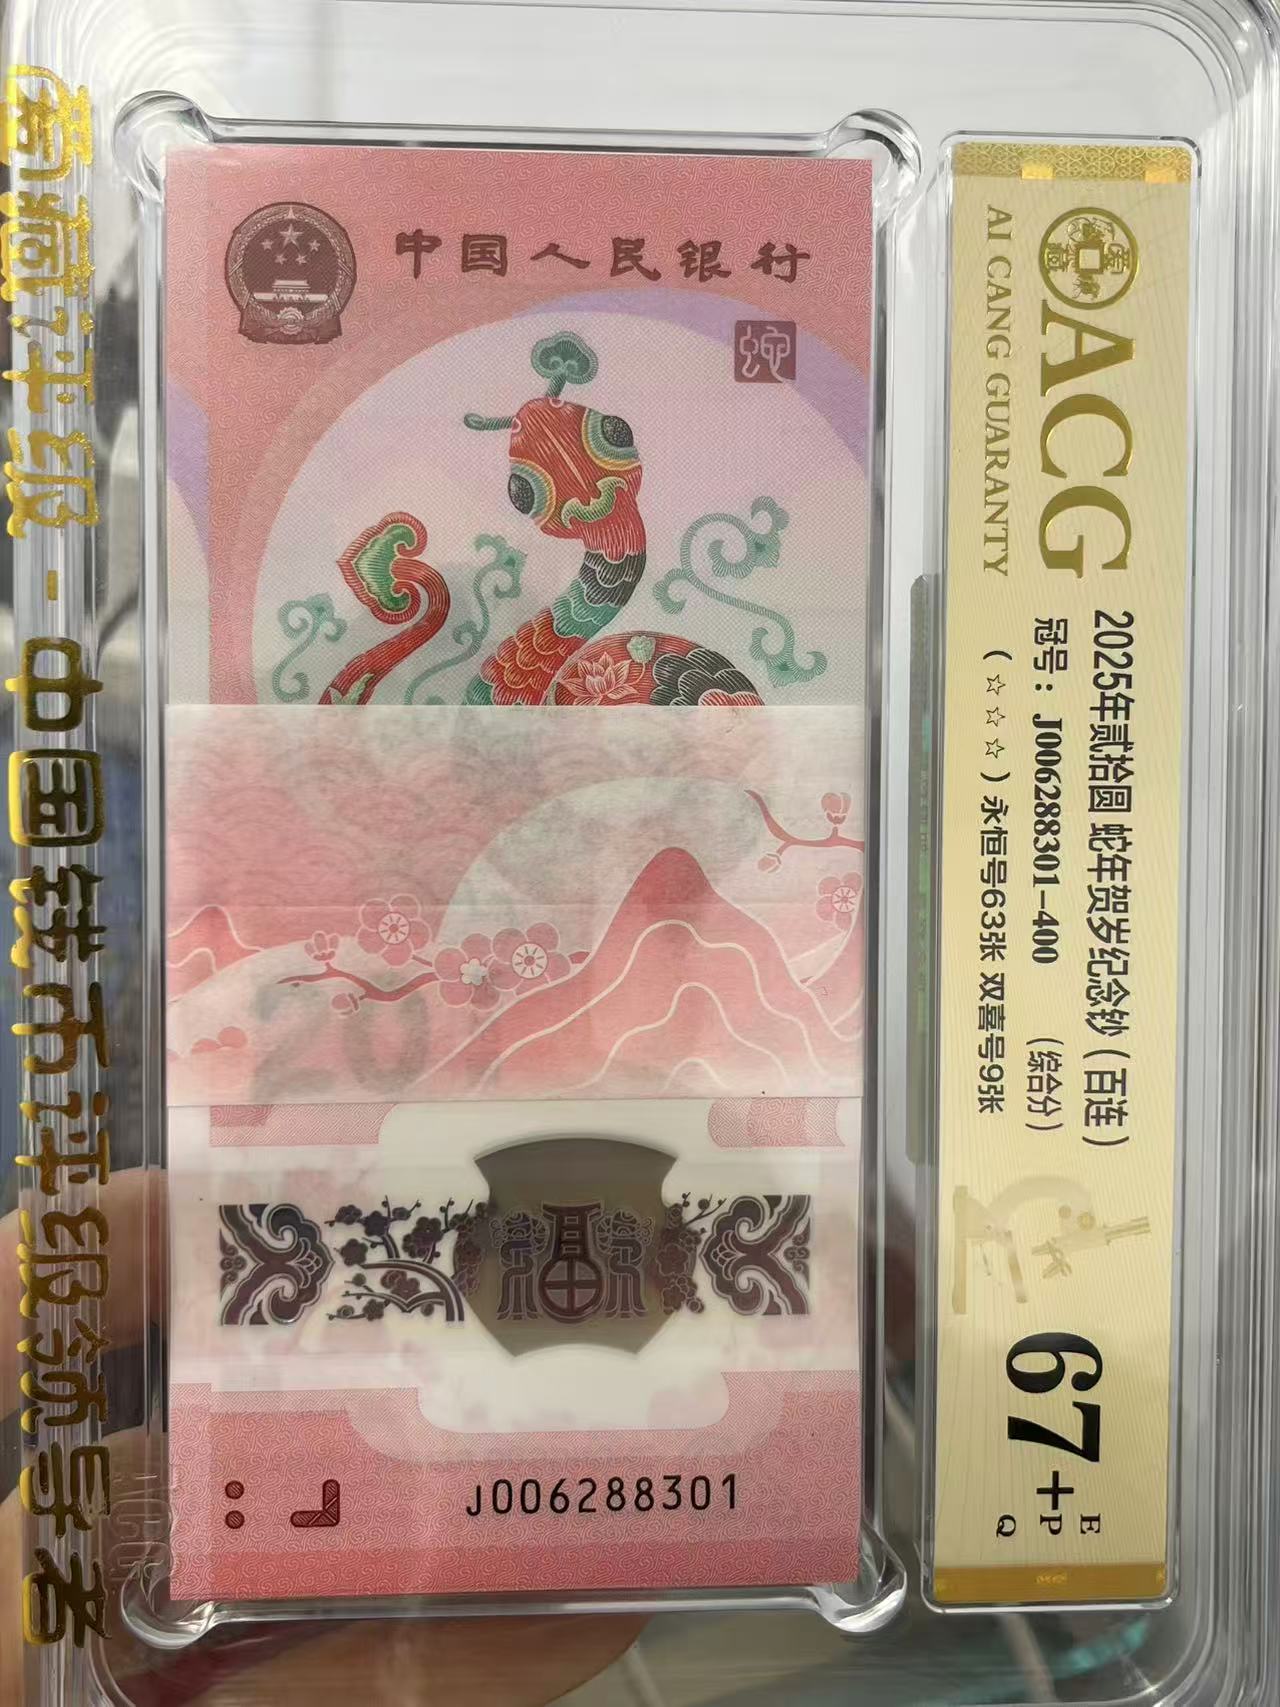 中国人民银行
蛇
20
福
J006288301
ACG
AI CANG GUARANTY
2025年贰拾圆 蛇年贺岁纪念钞（百连）
冠号：J006288301-400 （综合分）
（☆☆☆）永恒号63张 双喜号9张
67+
E
P
Q
爱藏评级-中国钱币评级领导者